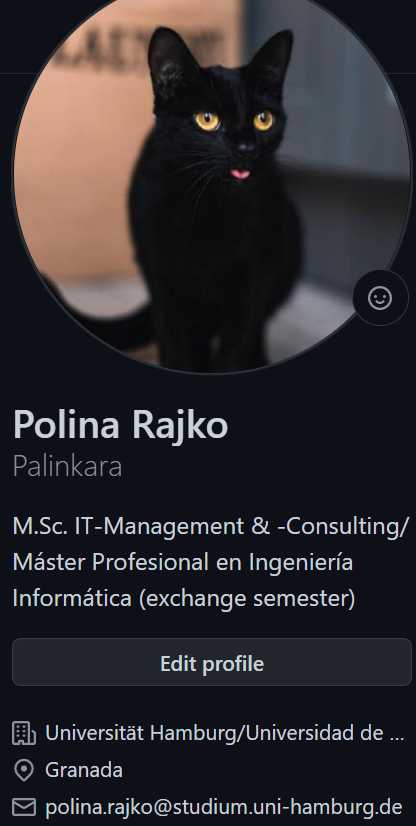 Polina Rajko
Palinkara
M.Sc. IT-Management & -Consulting/
Máster Profesional en Ingeniería
Informática (exchange semester)
Edit profile
Universität Hamburg/Universidad de ...
Granada
polina.rajko@studium.uni-hamburg.de